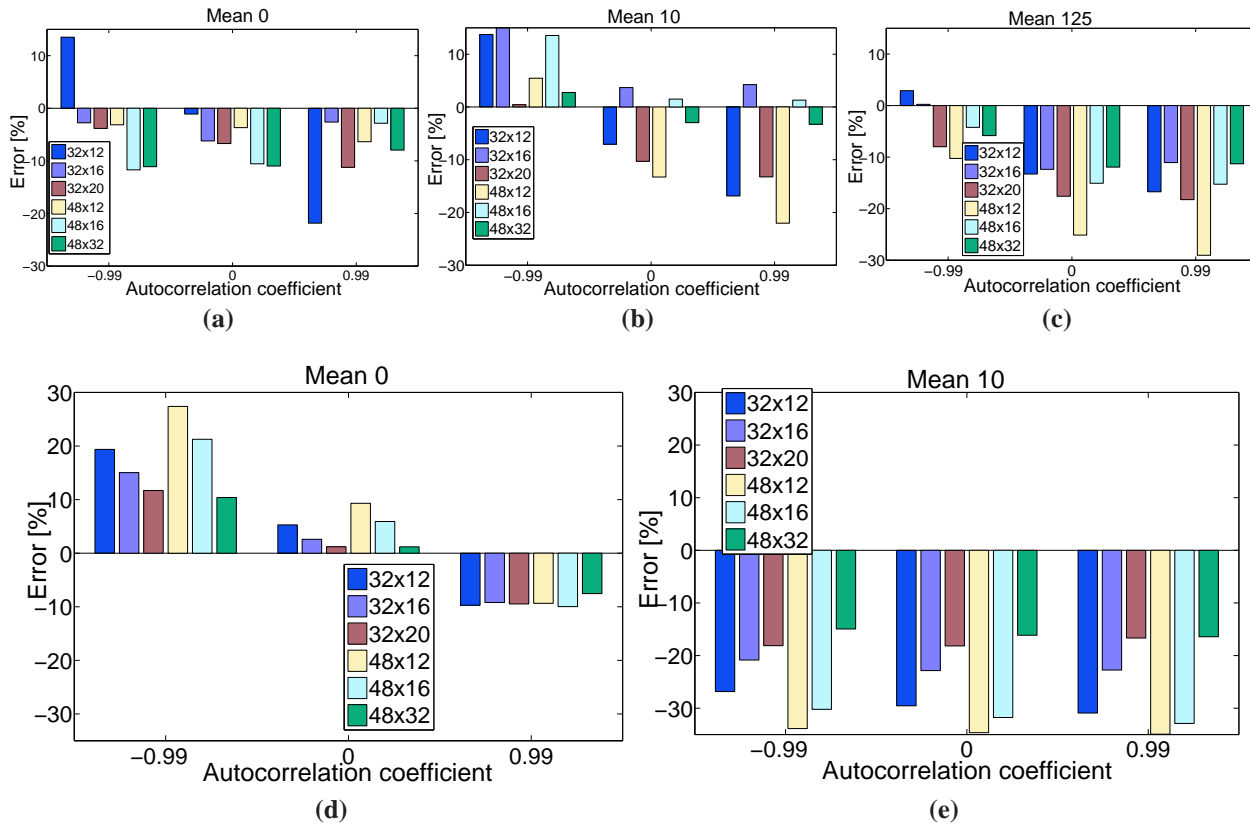 Mean 0
10
0
−10
−20
−30
Error [%]
32x12
32x16
32x20
48x12
48x16
48x32
−0.99 0 0.99
Autocorrelation coefficient
(a)
Mean 10
10
0
−10
−20
−30
Error [%]
32x12
32x16
32x20
48x12
48x16
48x32
−0.99 0 0.99
Autocorrelation coefficient
(b)
Mean 125
10
0
−10
−20
−30
Error [%]
32x12
32x16
32x20
48x12
48x16
48x32
−0.99 0 0.99
Autocorrelation coefficient
(c)
Mean 0
30
20
10
0
−10
−20
−30
Error [%]
32x12
32x16
32x20
48x12
48x16
48x32
−0.99 0 0.99
Autocorrelation coefficient
(d)
Mean 10
30
20
10
0
−10
−20
−30
Error [%]
32x12
32x16
32x20
48x12
48x16
48x32
−0.99 0 0.99
Autocorrelation coefficient
(e)